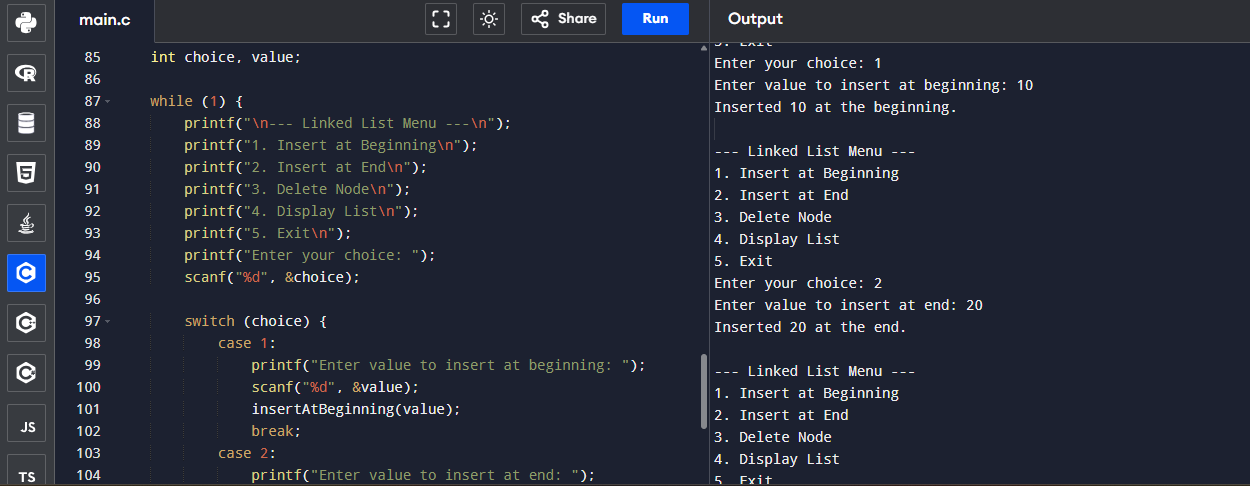 main.c
Share
Run
Output
85 int choice, value;
86
87 while (1) {
88 printf("\n--- Linked List Menu ---\n");
89 printf("1. Insert at Beginning\n");
90 printf("2. Insert at End\n");
91 printf("3. Delete Node\n");
92 printf("4. Display List\n");
93 printf("5. Exit\n");
94 printf("Enter your choice: ");
95 scanf("%d", &choice);
96
97 switch (choice) {
98 case 1:
99 printf("Enter value to insert at beginning: ");
100 scanf("%d", &value);
101 insertAtBeginning(value);
102 break;
103 case 2:
104 printf("Enter value to insert at end: ");
5. Exit
Enter your choice: 1
Enter value to insert at beginning: 10
Inserted 10 at the beginning.
--- Linked List Menu ---
1. Insert at Beginning
2. Insert at End
3. Delete Node
4. Display List
5. Exit
Enter your choice: 2
Enter value to insert at end: 20
Inserted 20 at the end.
--- Linked List Menu ---
1. Insert at Beginning
2. Insert at End
3. Delete Node
4. Display List
5. Exit
JS
TS